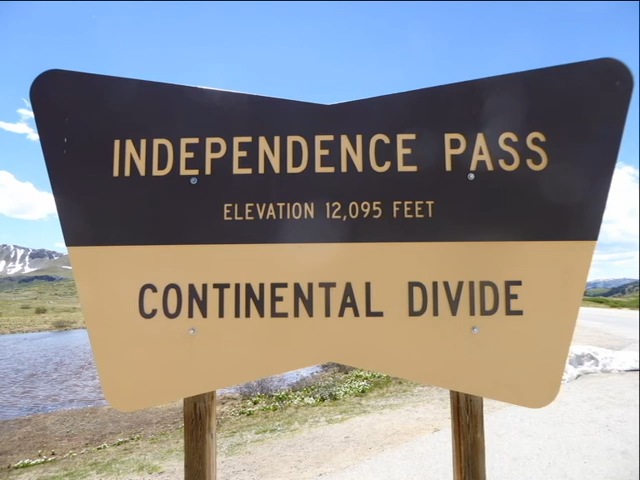 INDEPENDENCE PASS
ELEVATION 12,095 FEET
CONTINENTAL DIVIDE